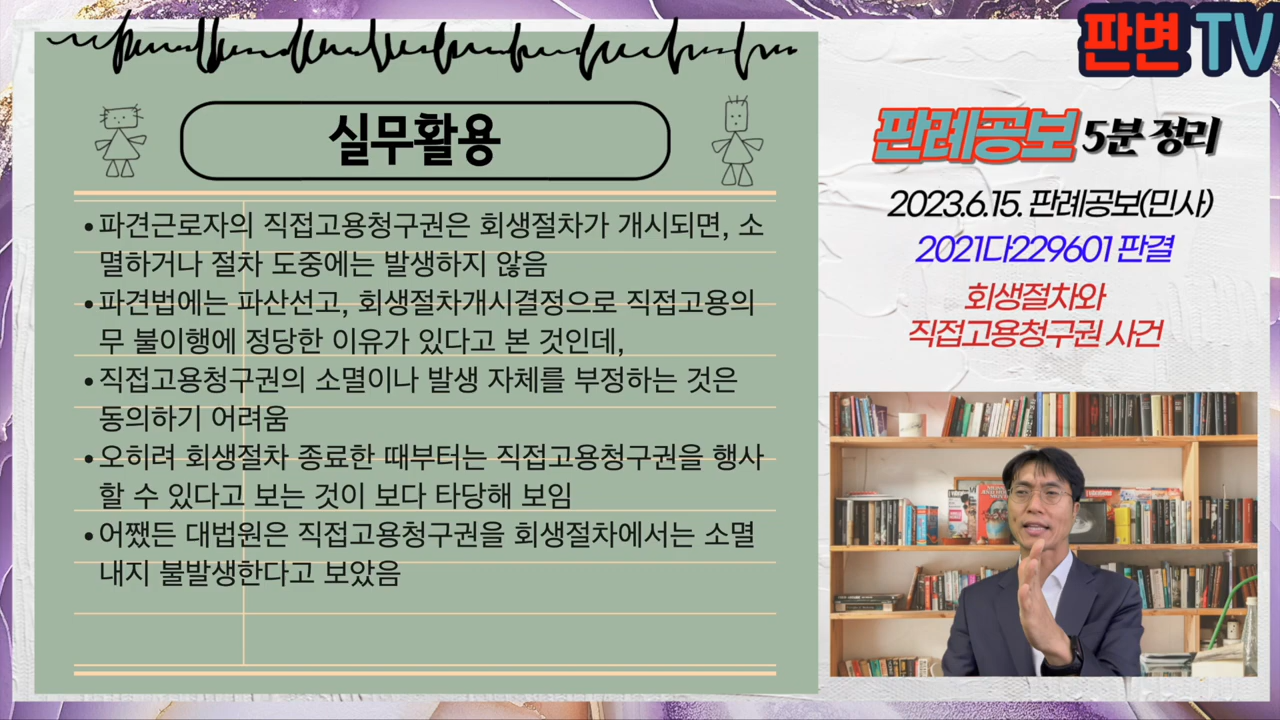 판변 TV
실무활용
• 파견근로자의 직접고용청구권은 회생절차가 개시되면, 소
멸하거나 절차 도중에는 발생하지 않음
• 파견법에는 파산선고, 회생절차개시결정으로 직접고용의
무 불이행에 정당한 이유가 있다고 본 것인데,
• 직접고용청구권의 소멸이나 발생 자체를 부정하는 것은
동의하기 어려움
• 오히려 회생절차 종료한 때부터는 직접고용청구권을 행사
할 수 있다고 보는 것이 보다 타당해 보임
• 어쨌든 대법원은 직접고용청구권을 회생절차에서는 소멸
내지 불발생한다고 보았음
판례공보 5분 정리
2023.6.15. 판례공보(민사)
2021다229601 판결
회생절차와
직접고용청구권 사건